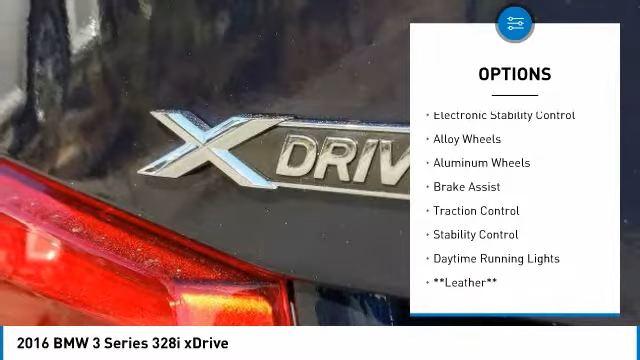 OPTIONS
• Electronic Stability Control
• Alloy Wheels
• Aluminum Wheels
• Brake Assist
• Traction Control
• Stability Control
• Daytime Running Lights
• **Leather**
XDRIV
2016 BMW 3 Series 328i xDrive